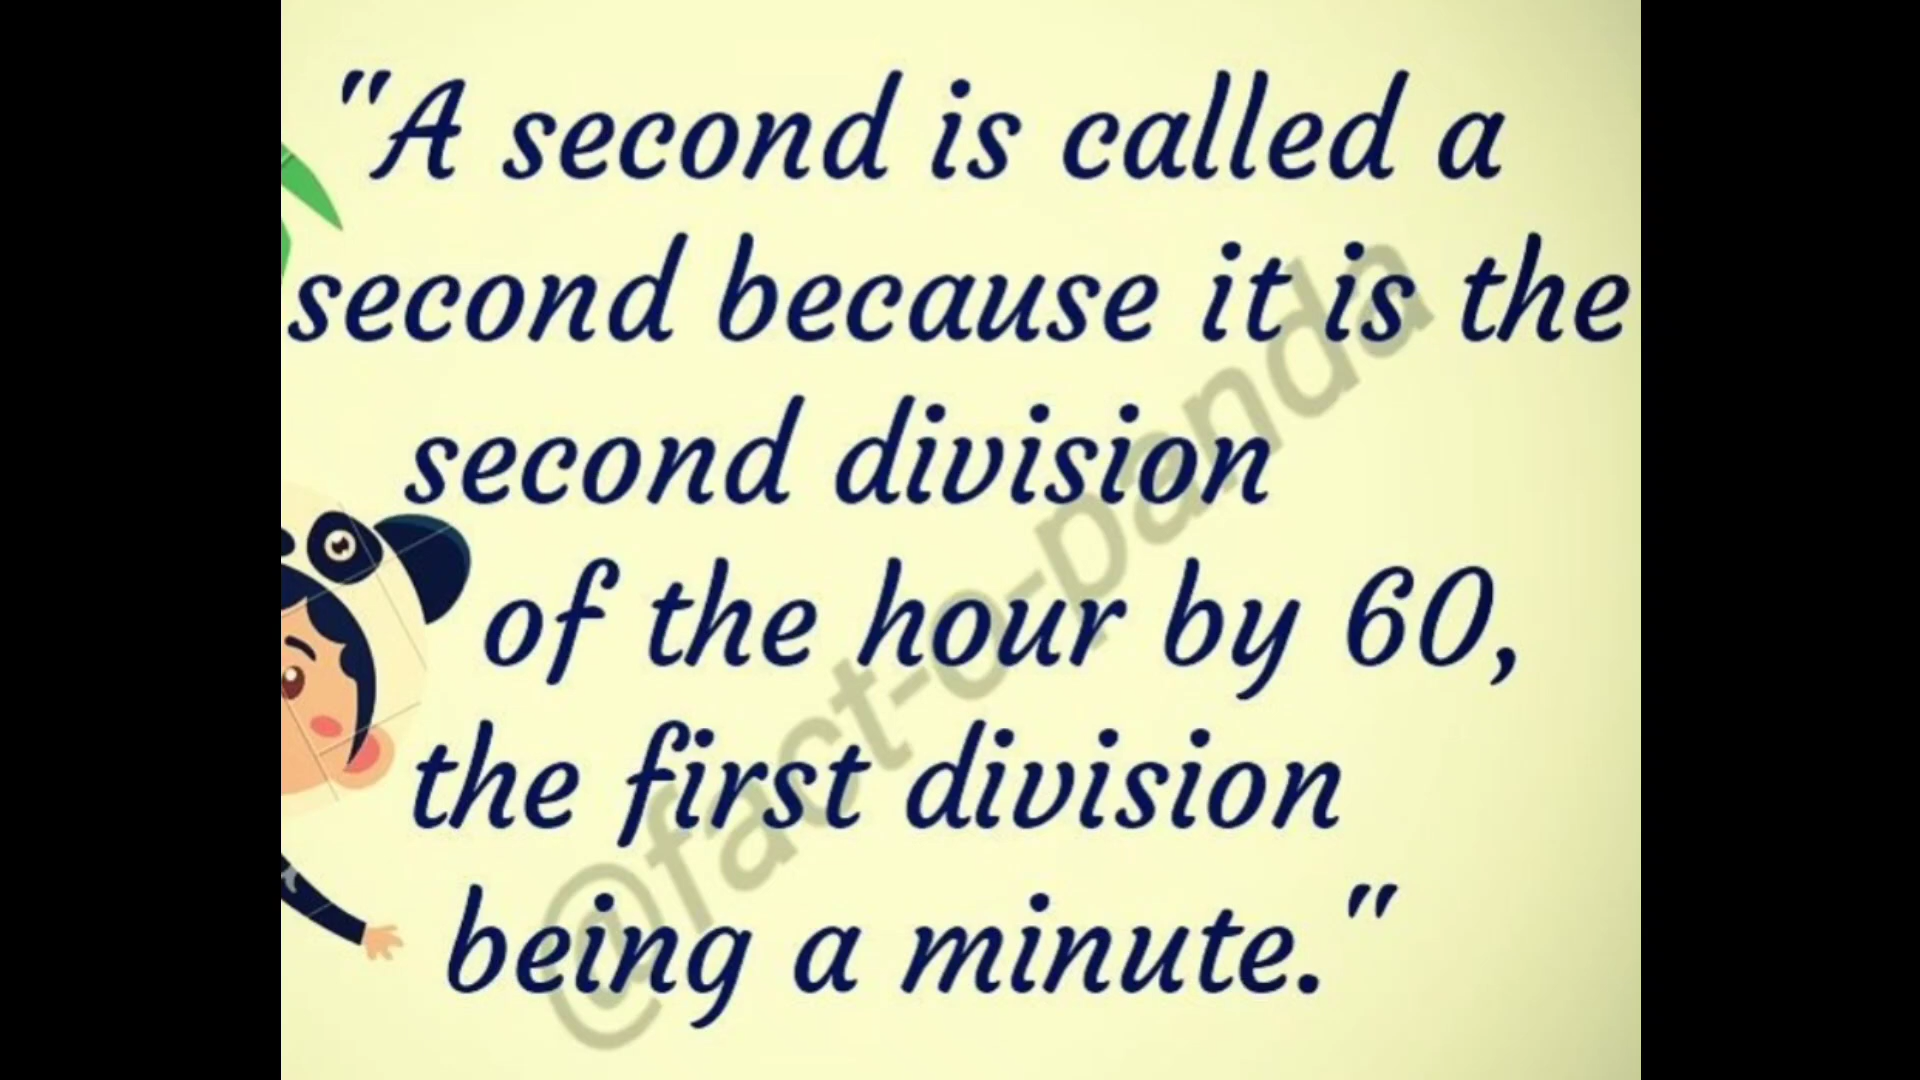 "A second is called a
second because it is the
second division
of the hour by 60,
the first division
being a minute."
@fact-o-panda